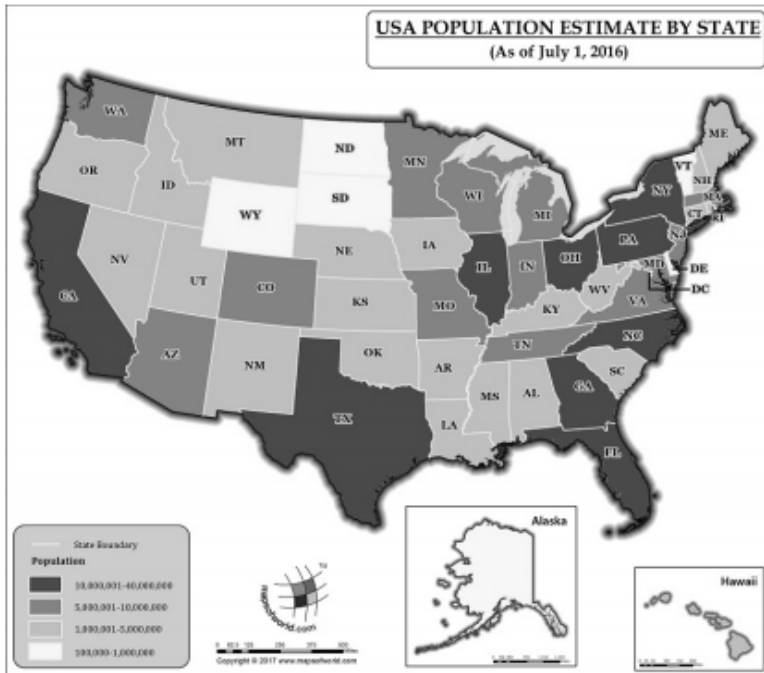 USA POPULATION ESTIMATE BY STATE
(As of July 1, 2016)
WA
MT
ND
MN
ME
OR
ID
WY
SD
WI
MI
VT
NH
NY
MA
CT
RI
NV
UT
CO
NE
IA
IL
IN
OH
PA
NJ
MD
DE
DC
CA
KS
MO
KY
WV
VA
AZ
NM
OK
AR
TN
NC
SC
TX
LA
MS
AL
GA
FL
State Boundary
Population
10,000,001-40,000,000
5,000,001-10,000,000
1,000,001-5,000,000
100,000-1,000,000
mapsofworld.com
Copyright © 2017 www.mapsofworld.com
Alaska
Hawaii